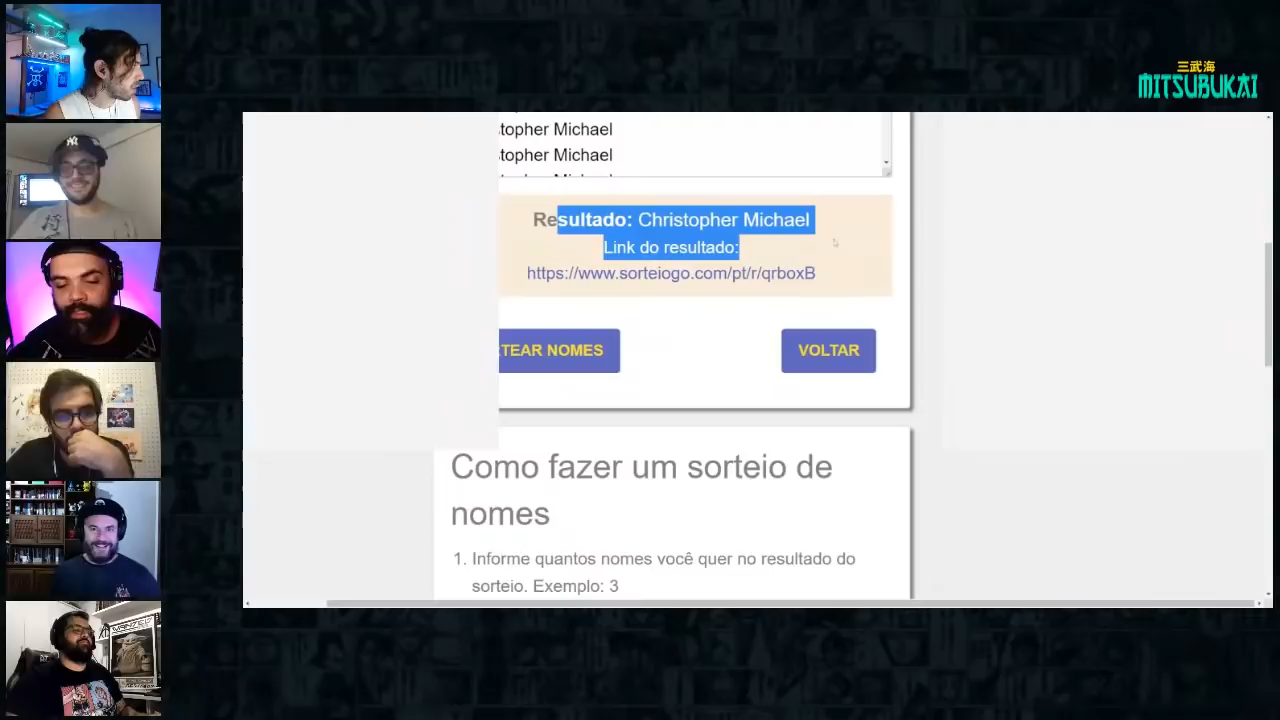 三武海
MITSUBUKAI
stopher Michael
stopher Michael
Resultado: Christopher Michael
Link do resultado:
https://www.sorteiogo.com/pt/r/qrboxB
TEAR NOMES
VOLTAR
Como fazer um sorteio de
nomes
1. Informe quantos nomes você quer no resultado do
sorteio. Exemplo: 3